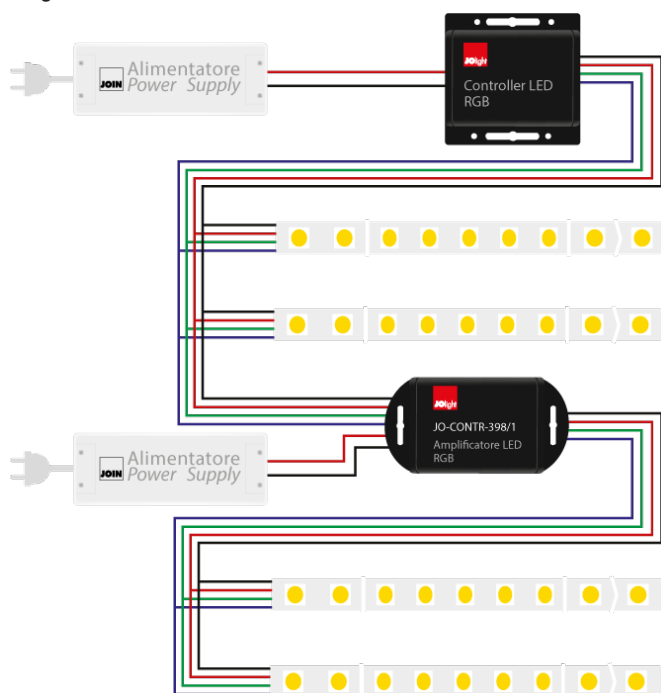 JOIN
Alimentatore
Power Supply
JOlight
Controller LED
RGB
JOlight
JO-CONTR-398/1
Amplificatore LED
RGB
JOIN
Alimentatore
Power Supply